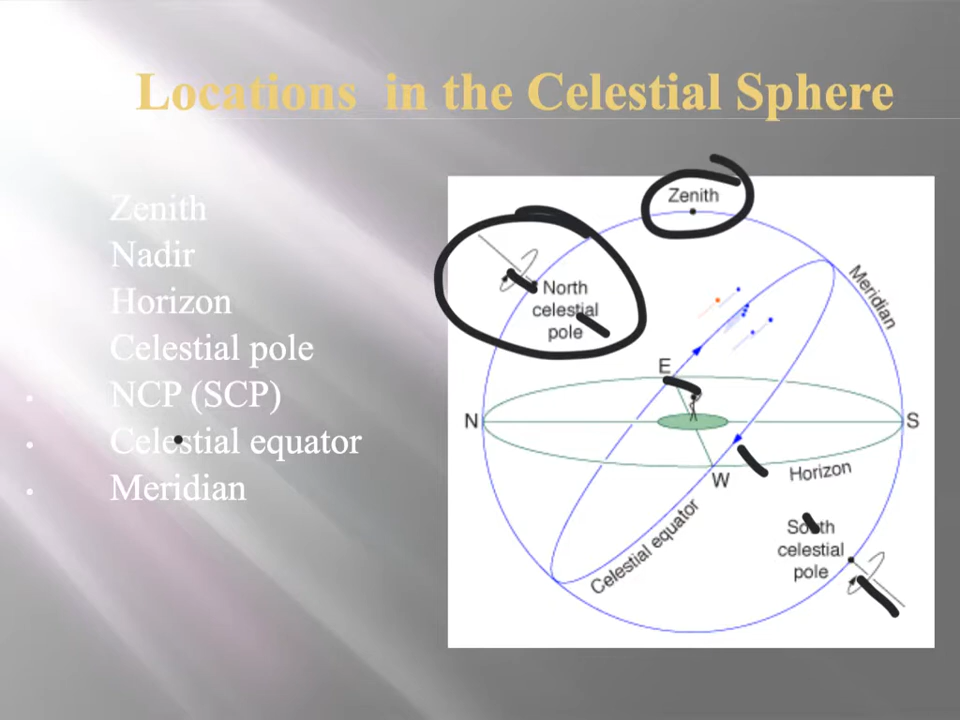 Locations in the Celestial Sphere
Zenith
Nadir
Horizon
Celestial pole
• NCP (SCP)
• Celestial equator
• Meridian
Zenith
North
celestial
pole
Meridian
E
N
S
W
Horizon
Celestial equator
South
celestial
pole